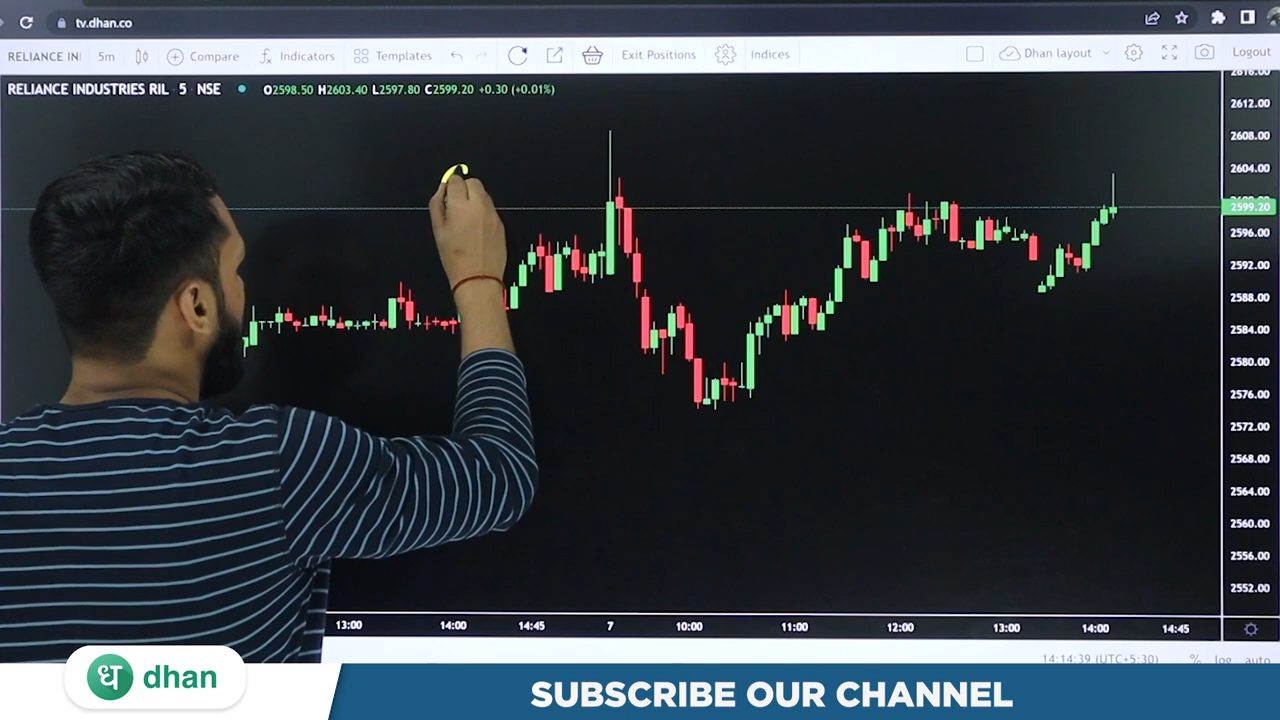 tv.dhan.co
RELIANCE IN 5m Compare Indicators Templates Exit Positions Indices Dhan layout Logout
RELIANCE INDUSTRIES RIL 5 NSE O2598.50 H2603.40 L2597.80 C2599.20 +0.30 (+0.01%)
2616.00
2612.00
2608.00
2604.00
2599.20
2596.00
2592.00
2588.00
2584.00
2580.00
2576.00
2572.00
2568.00
2564.00
2560.00
2556.00
2552.00
13:00 14:00 14:45 7 10:00 11:00 12:00 13:00 14:00 14:45
14:14:39 (UTC+5:30) % log auto
ध dhan
SUBSCRIBE OUR CHANNEL